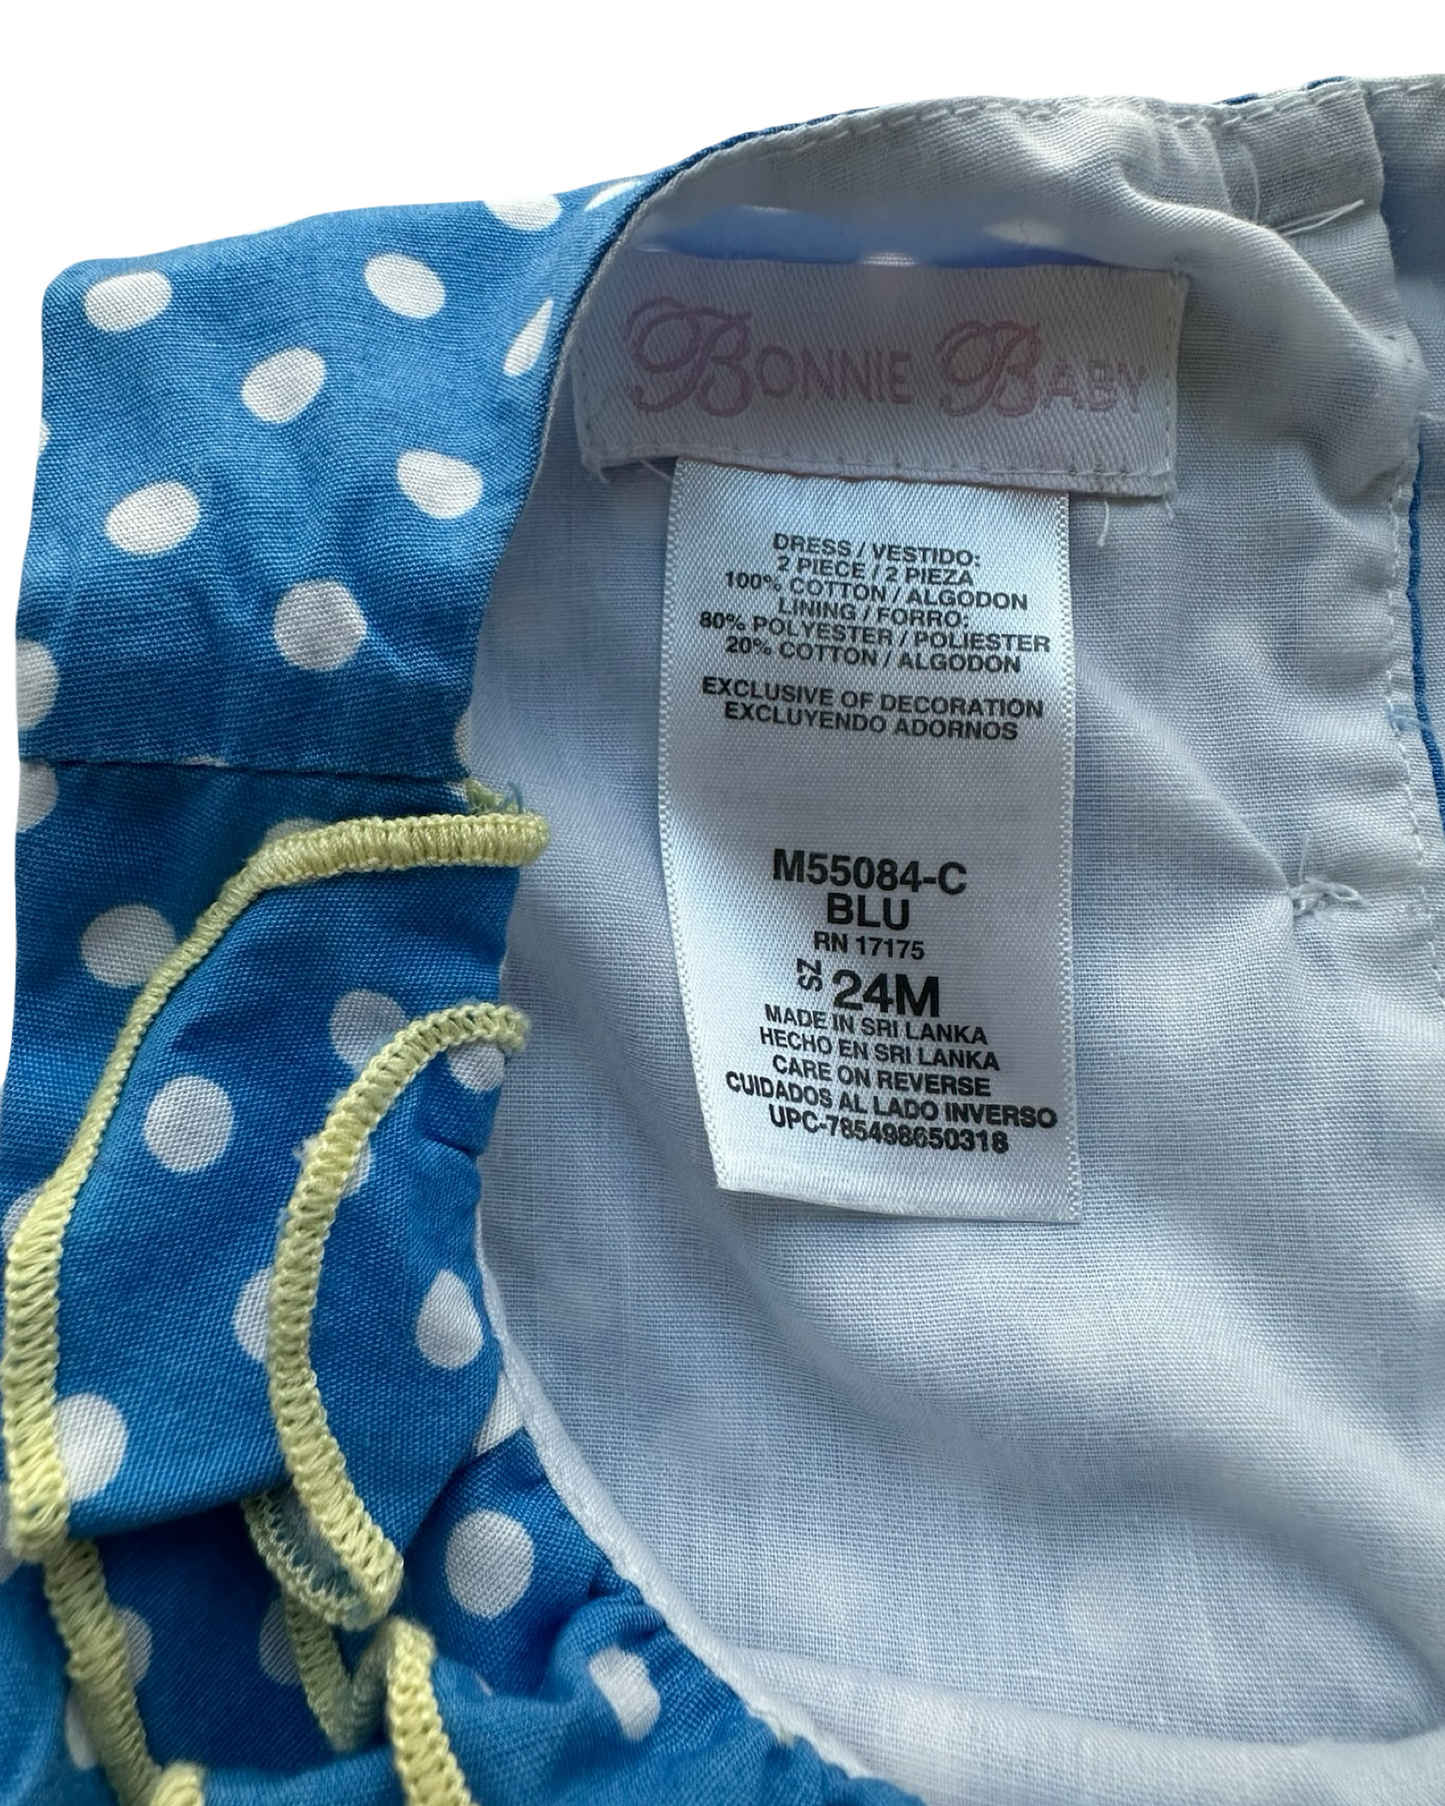 BONNIE BABY
DRESS / VESTIDO:
2 PIECE / 2 PIEZA
100% COTTON / ALGODON
LINING / FORRO:
80% POLYESTER / POLIESTER
20% COTTON / ALGODON
EXCLUSIVE OF DECORATION
EXCLUYENDO ADORNOS
M55084-C
BLU
RN 17175
SZ 24M
MADE IN SRI LANKA
HECHO EN SRI LANKA
CARE ON REVERSE
CUIDADOS AL LADO INVERSO
UPC-785498650318